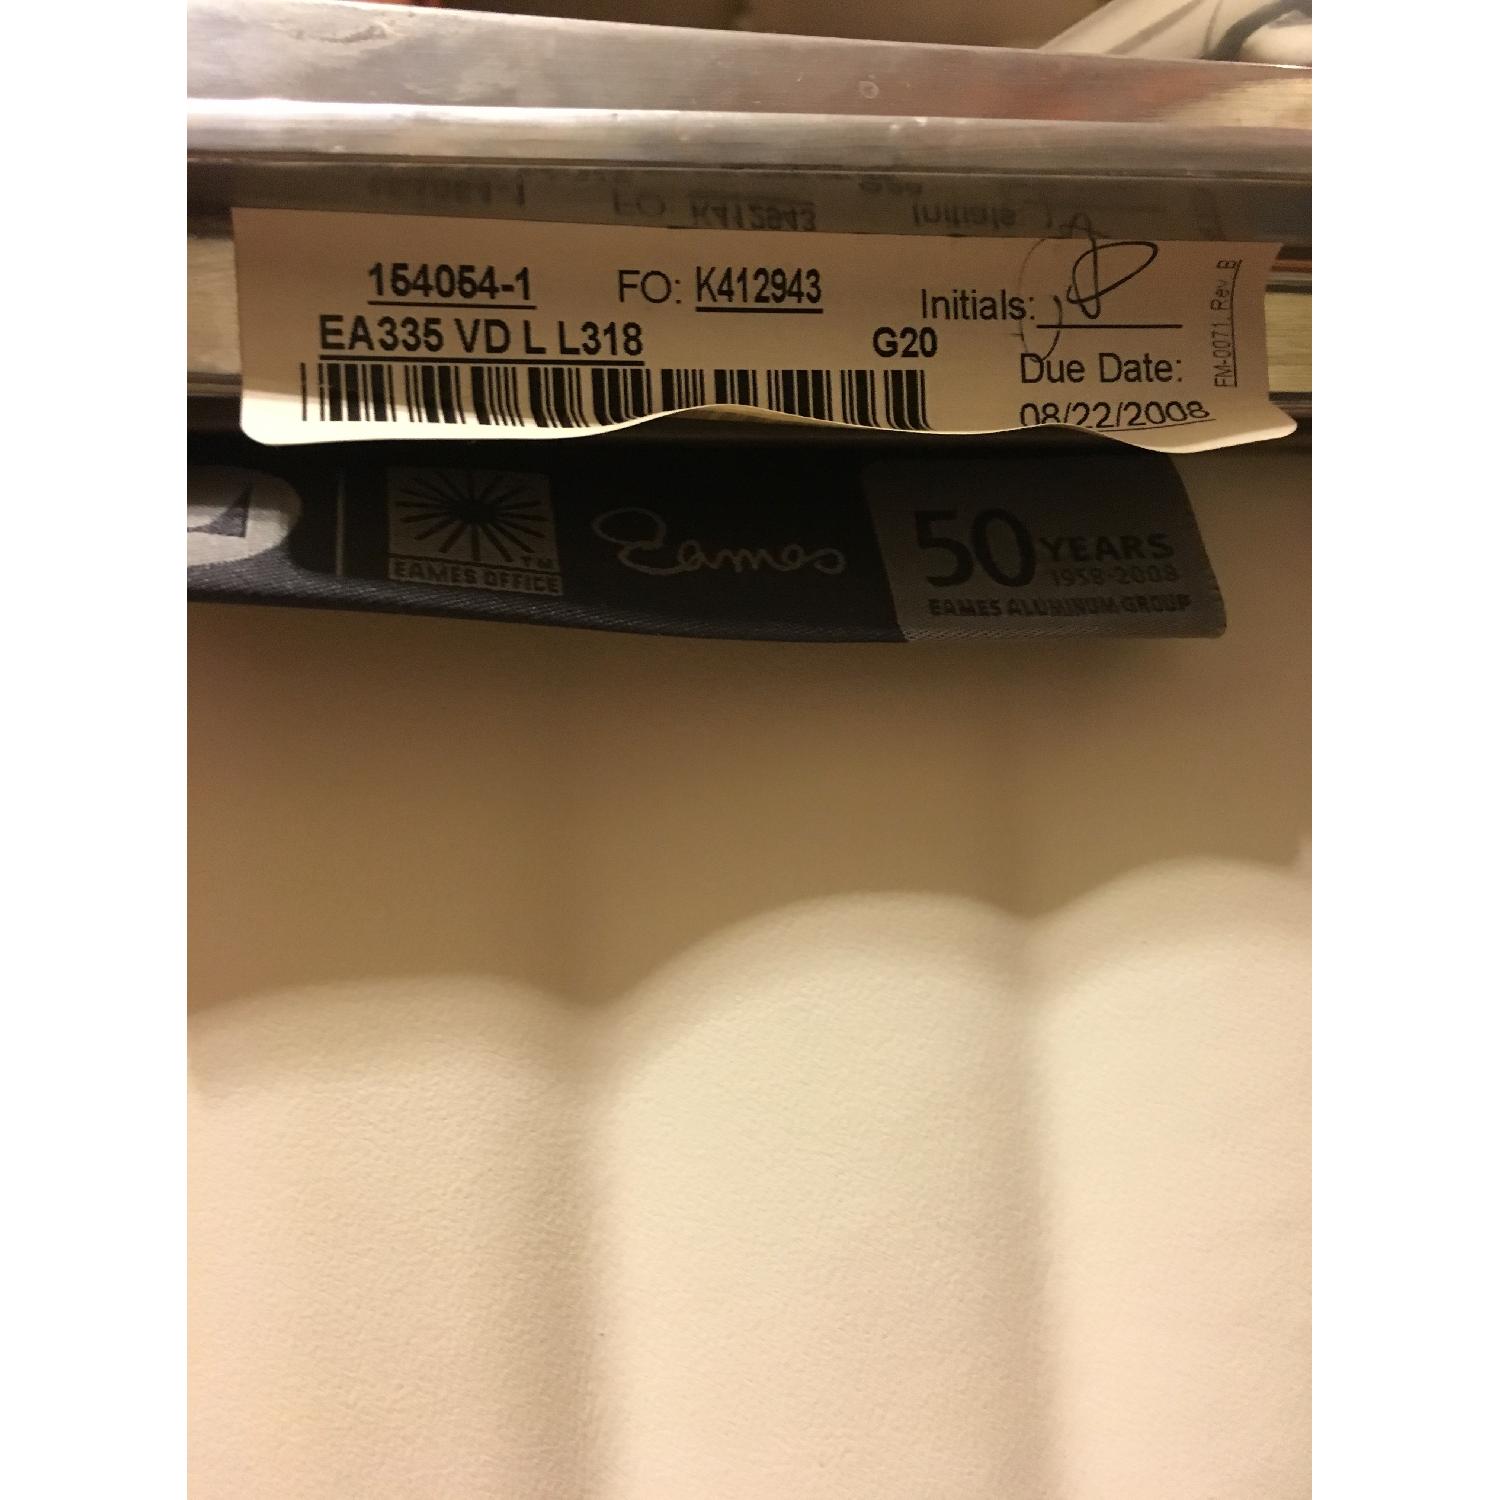 154054-1 FO: K412943 Initials:
EA335 VD L L318 G20
Due Date:
08/22/2008
FM-0071 Rev. B
EAMES OFFICE
TM
Eames
50 YEARS
1958-2008
EAMES ALUMINUM GROUP